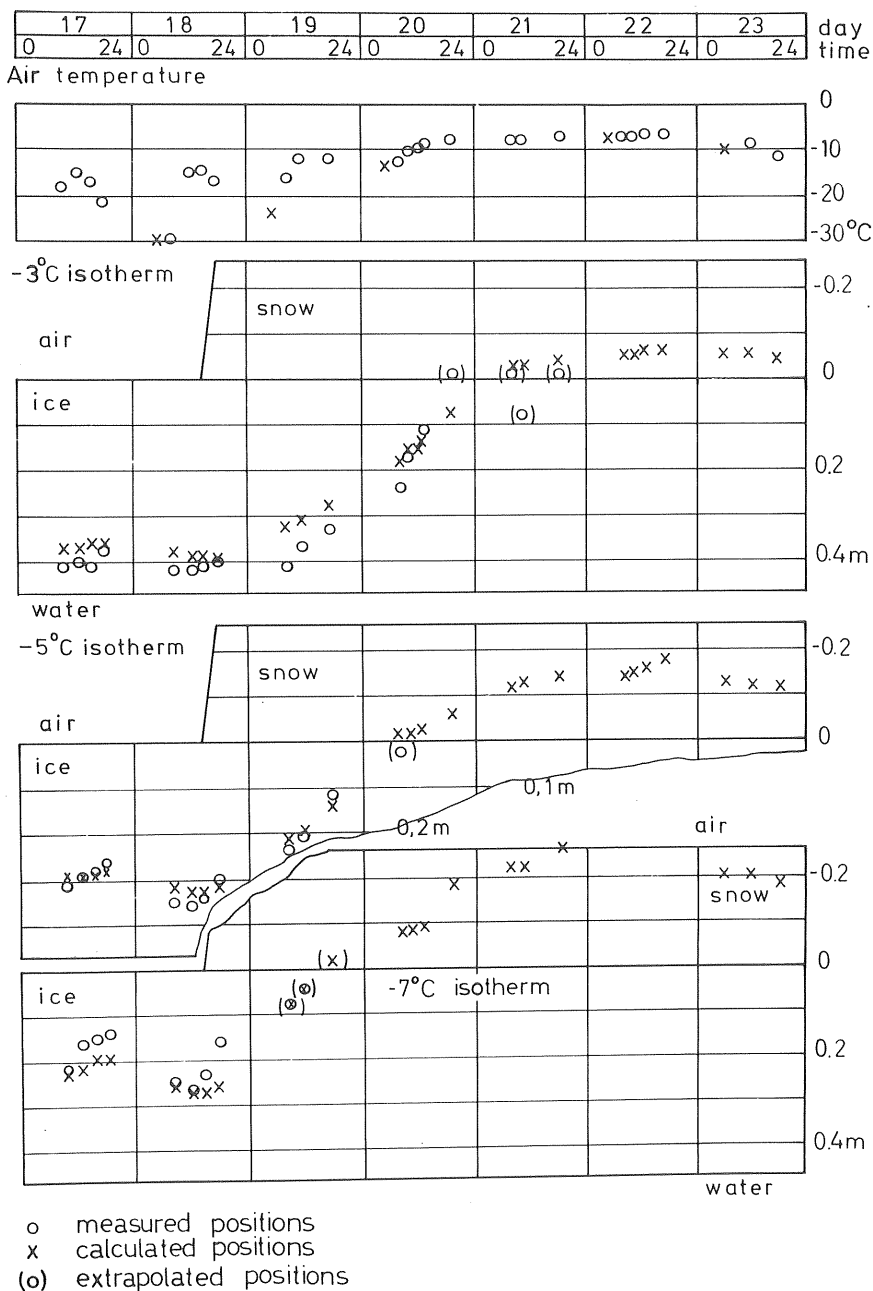 17 18 19 20 21 22 23 day
0 24 0 24 0 24 0 24 0 24 0 24 0 24 time
Air temperature
0
-10
-20
-30°C
-3°C isotherm
-0.2
snow
air
0
ice
0.2
0.4m
water
-5°C isotherm
-0.2
snow
air
0
ice
0,1m
0,2m
air
-0.2
snow
0
ice
-7°C isotherm
0.2
0.4m
water
o measured positions
x calculated positions
(o) extrapolated positions